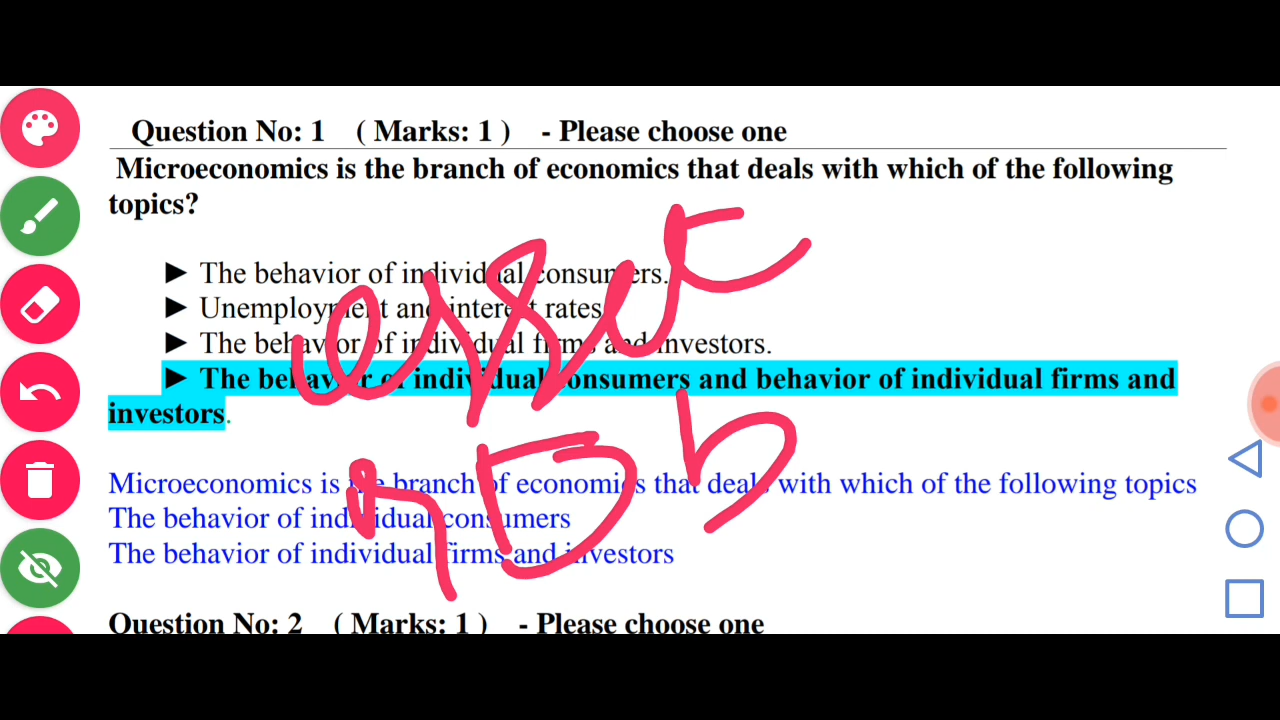 Question No: 1 ( Marks: 1 ) - Please choose one
Microeconomics is the branch of economics that deals with which of the following
topics?
► The behavior of individual consumers.
► Unemployment and interest rates
► The behavior of individual firms and investors.
► The behavior of individual consumers and behavior of individual firms and
investors.
Microeconomics is the branch of economics that deals with which of the following topics
The behavior of individual consumers
The behavior of individual firms and investors
Question No: 2 ( Marks: 1 ) - Please choose one